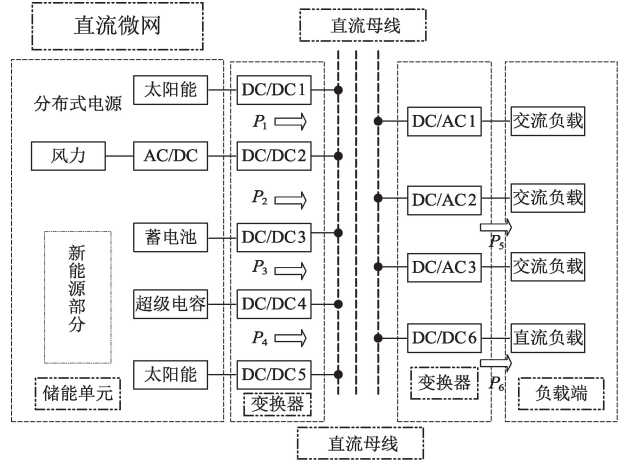 直流微网
直流母线
分布式电源
太阳能
DC/DC1
P1
DC/AC1
交流负载
风力
AC/DC
DC/DC2
P2
DC/AC2
交流负载
P5
新能源部分
蓄电池
DC/DC3
P3
DC/AC3
交流负载
超级电容
DC/DC4
P4
DC/DC6
直流负载
P6
太阳能
DC/DC5
储能单元
变换器
变换器
负载端
直流母线